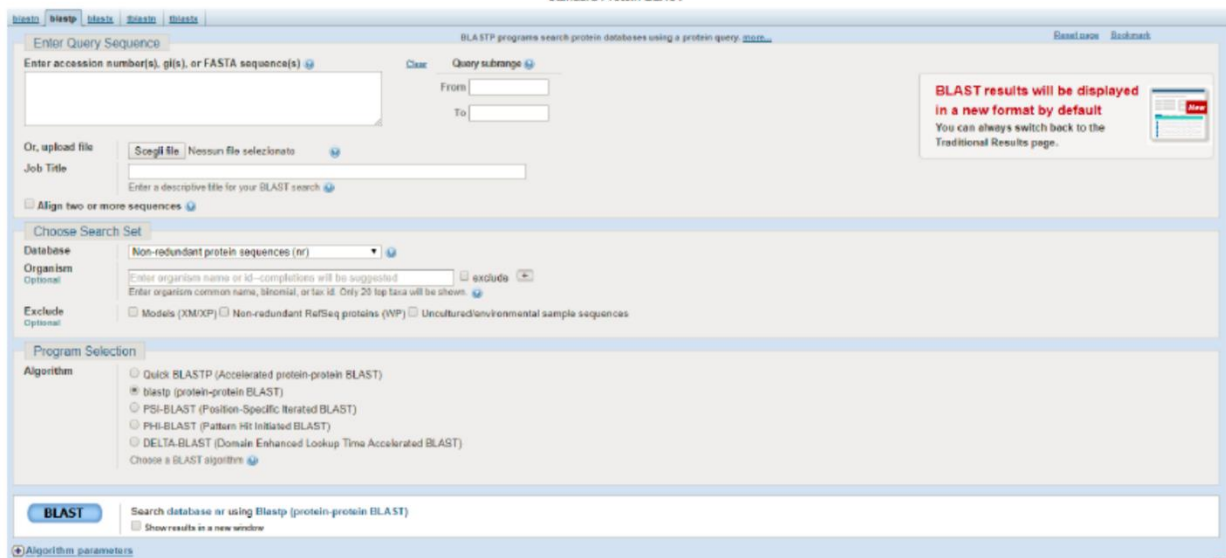 blastn blastp blastx tblastn tblastx
Enter Query Sequence
BLASTP programs search protein databases using a protein query. more...
Reset page Bookmark
Enter accession number(s), gi(s), or FASTA sequence(s)
Clear
Query subrange
From
To
BLAST results will be displayed
in a new format by default
You can always switch back to the
Traditional Results page.
New
Or, upload file
Scegli file Nessun file selezionato
Job Title
Enter a descriptive title for your BLAST search
Align two or more sequences
Choose Search Set
Database
Non-redundant protein sequences (nr)
Organism
Optional
Enter organism name or id--completions will be suggested
exclude +
Enter organism common name, binomial, or tax id. Only 20 top taxa will be shown.
Exclude
Optional
Models (XM/XP) Non-redundant RefSeq proteins (WP) Uncultured/environmental sample sequences
Program Selection
Algorithm
Quick BLASTP (Accelerated protein-protein BLAST)
blastp (protein-protein BLAST)
PSI-BLAST (Position-Specific Iterated BLAST)
PHI-BLAST (Pattern Hit Initiated BLAST)
DELTA-BLAST (Domain Enhanced Lookup Time Accelerated BLAST)
Choose a BLAST algorithm
BLAST
Search database nr using Blastp (protein-protein BLAST)
Show results in a new window
Algorithm parameters